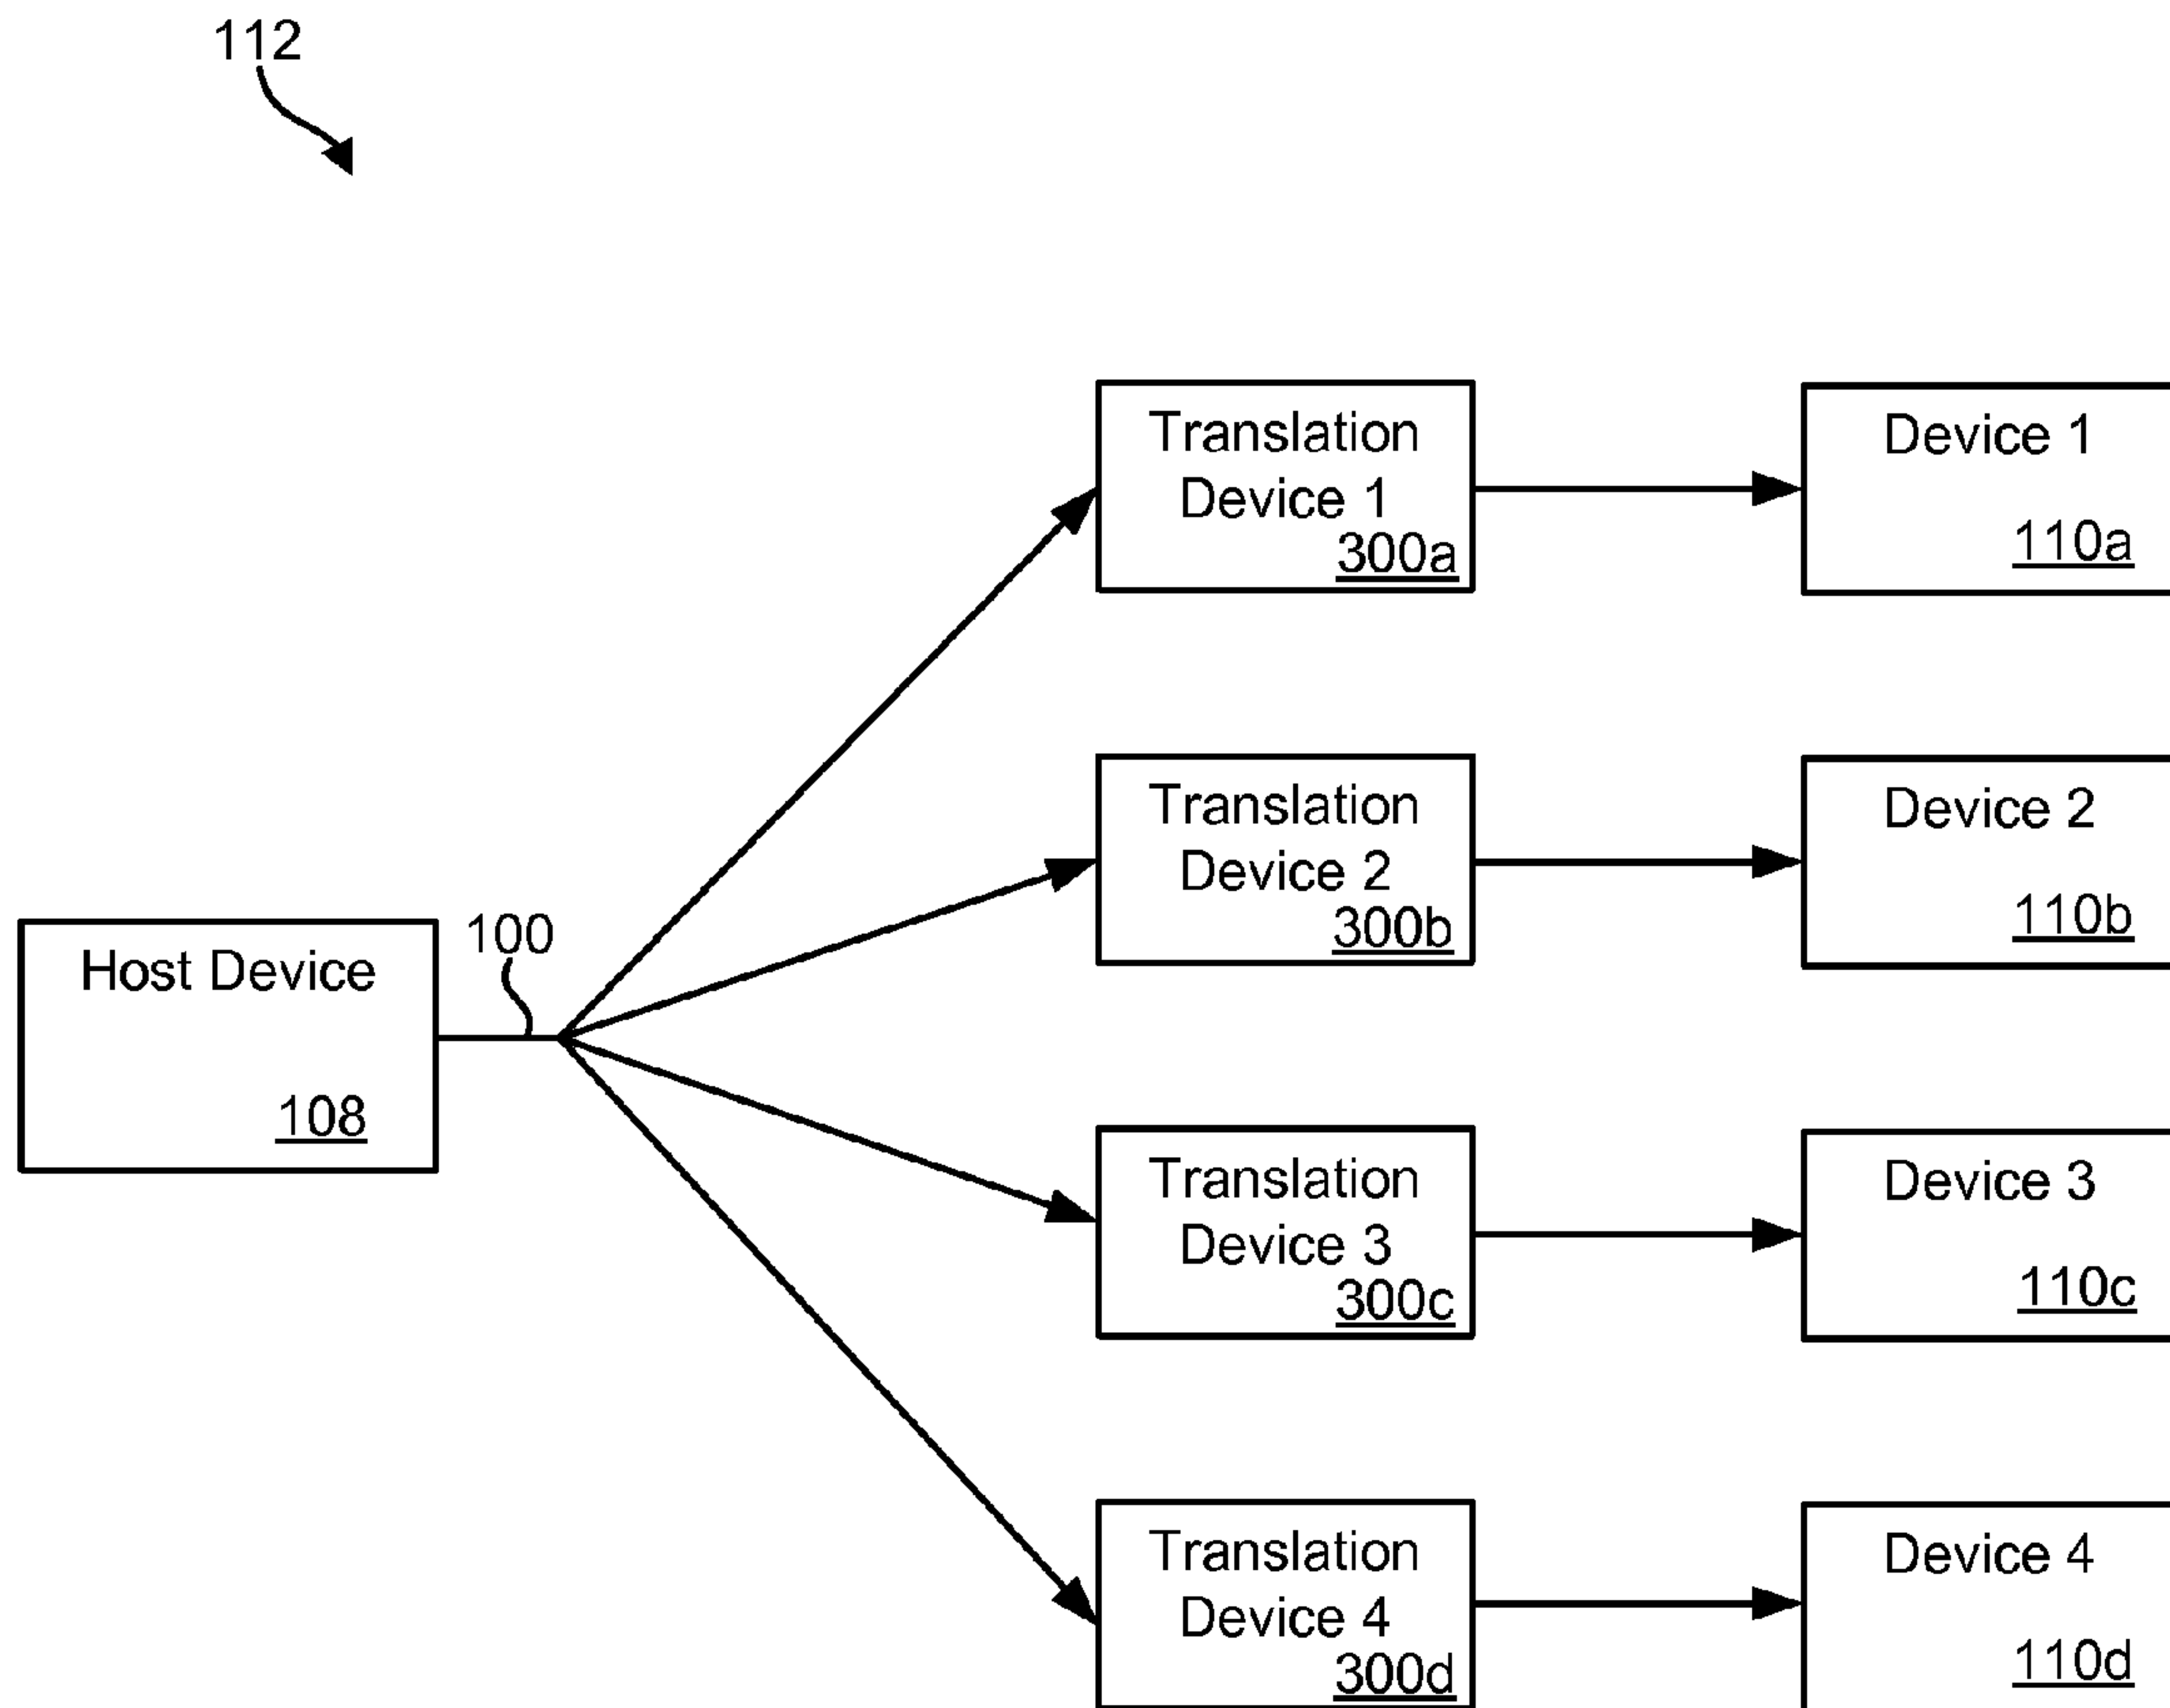 112
Translation
Device 1
300a
Device 1
110a
Translation
Device 2
300b
Device 2
110b
Host Device
108
100
Translation
Device 3
300c
Device 3
110c
Translation
Device 4
300d
Device 4
110d